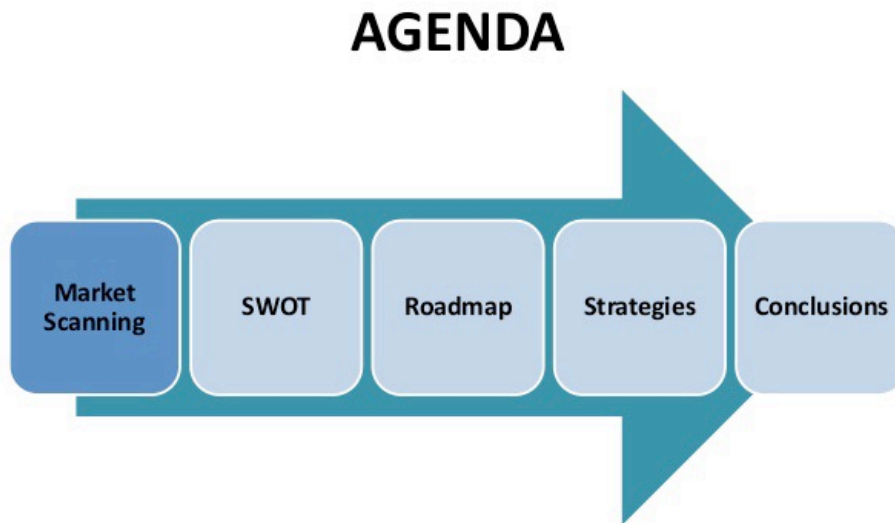 AGENDA
Market
Scanning
SWOT
Roadmap
Strategies
Conclusions